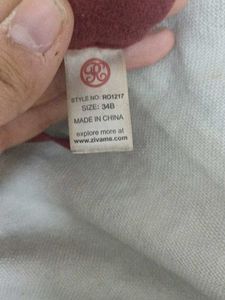 R
STYLE NO: RO1217
SIZE: 34B
MADE IN CHINA
explore more at
www.zivame.com